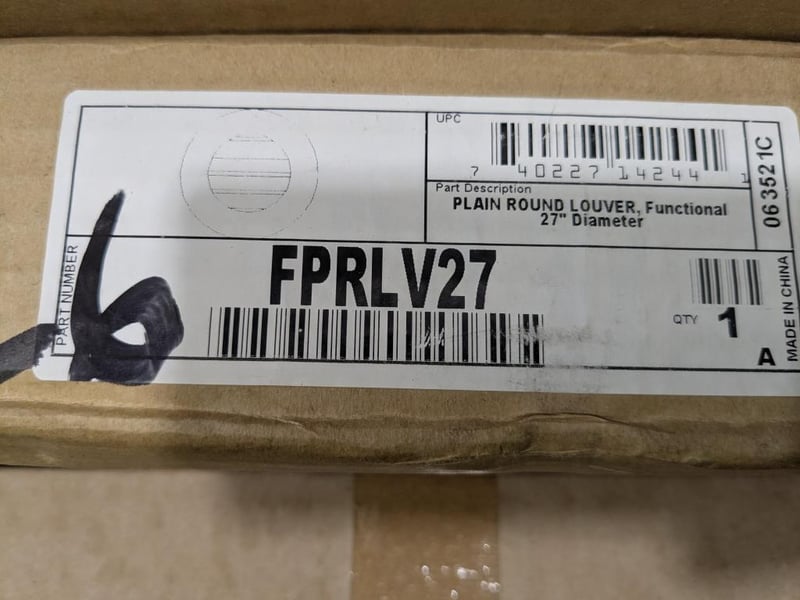 UPC
7 40227 14244 1
Part Description
PLAIN ROUND LOUVER, Functional
27" Diameter
063521C
PART NUMBER
FPRLV27
QTY 1
A
MADE IN CHINA
6